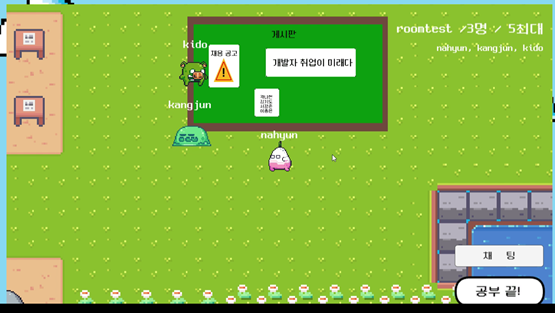 roomtest /3명 / 5최대
nahyun, kangjun, kido
게시판
kido
채용 공고
개발자 취업이 미래다
kangjun
nahyun
채 팅
공부 끝!